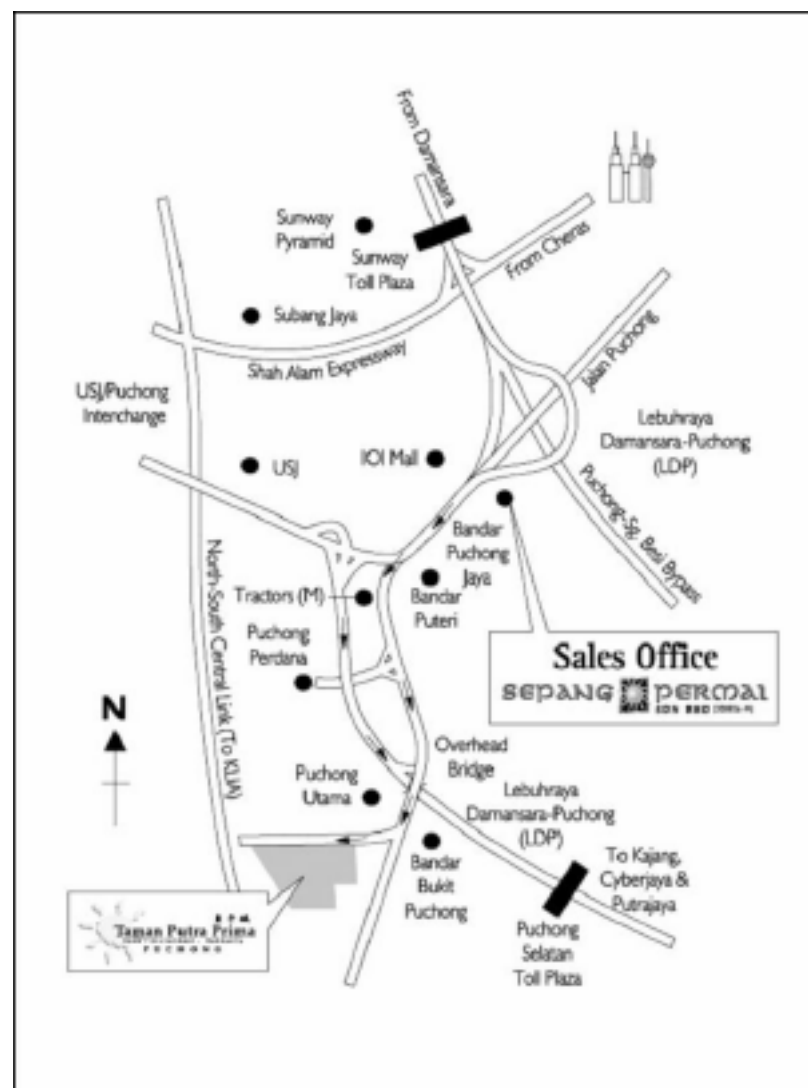 From Damansara
Sunway
Pyramid
Sunway
Toll Plaza
From Cheras
Subang Jaya
Shah Alam Expressway
Jalan Puchong
USJ/Puchong
Interchange
USJ
IOI Mall
Lebuhraya
Damansara-Puchong
(LDP)
Puchong-Sg. Besi Bypass
Bandar
Puchong
Jaya
Tractors (M)
Bandar
Puteri
Puchong
Perdana
North-South Central Link (To KLIA)
Sales Office
SEPANG PERMAI
SDN BHD
N
Overhead
Bridge
Puchong
Utama
Lebuhraya
Damansara-Puchong
(LDP)
Bandar
Bukit
Puchong
To Kajang,
Cyberjaya &
Putrajaya
Puchong
Selatan
Toll Plaza
Taman Putra Prima
PUCHONG